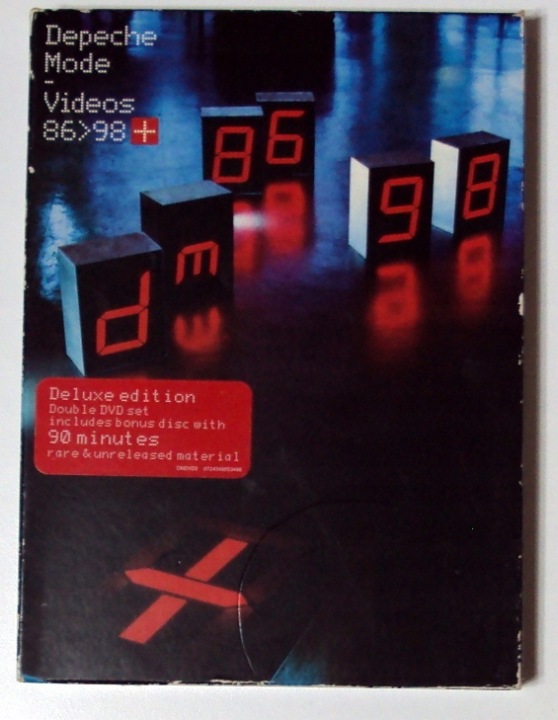 Depeche
Mode
-
Videos
86>98 +
86
98
dm
Deluxe edition
Double DVD set
includes bonus disc with
90 minutes
rare & unreleased material